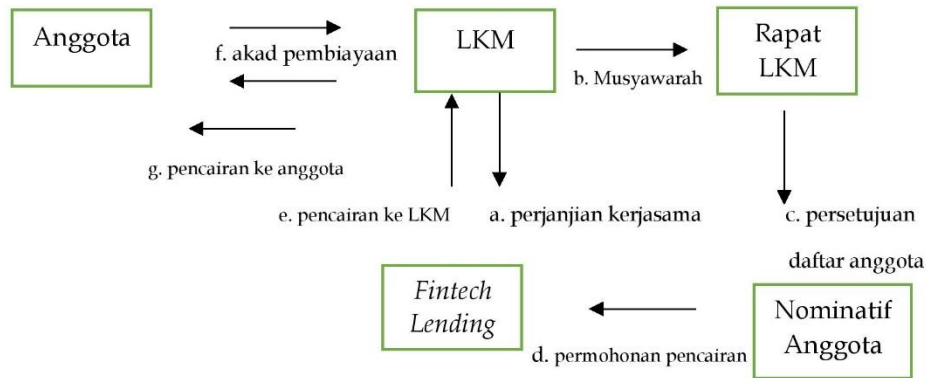 Anggota
f. akad pembiayaan
LKM
b. Musyawarah
Rapat
LKM
g. pencairan ke anggota
e. pencairan ke LKM
a. perjanjian kerjasama
c. persetujuan
daftar anggota
Fintech
Lending
d. permohonan pencairan
Nominatif
Anggota